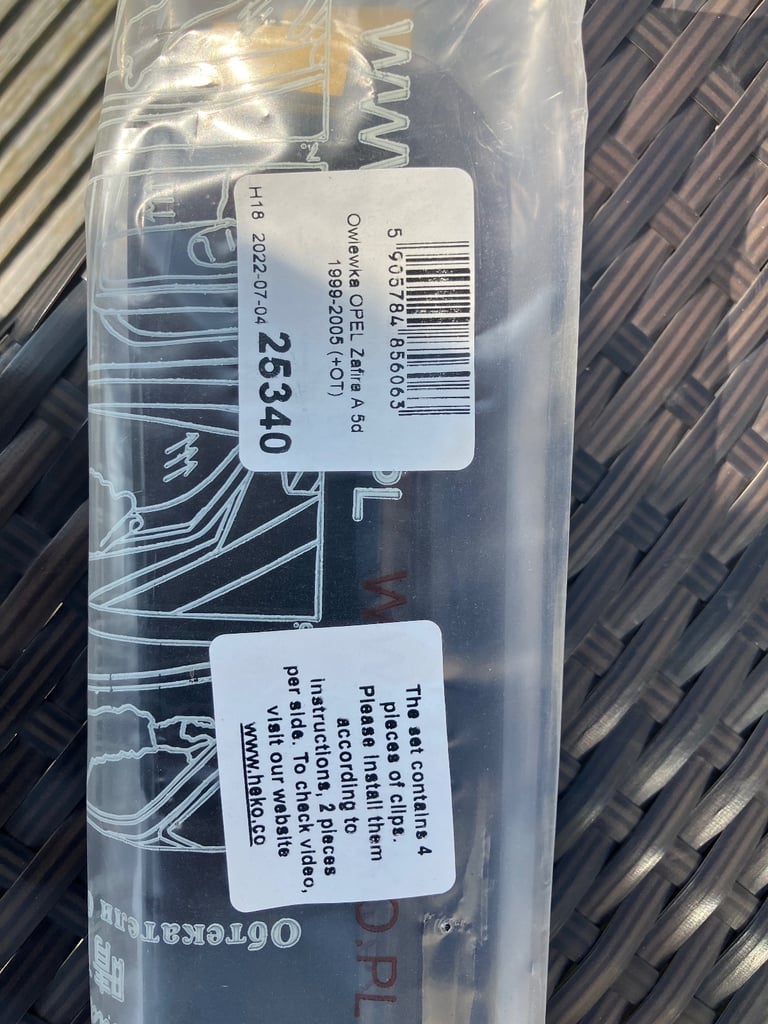 5 905784 856063
Owiewka OPEL Zafira A 5d
1999-2005 (+OT)
H18 2022-07-04 25340
The set contains 4
pieces of clips.
Please install them
according to
instructions, 2 pieces
per side. To check video,
visit our website
www.heko.co
Обтекатели